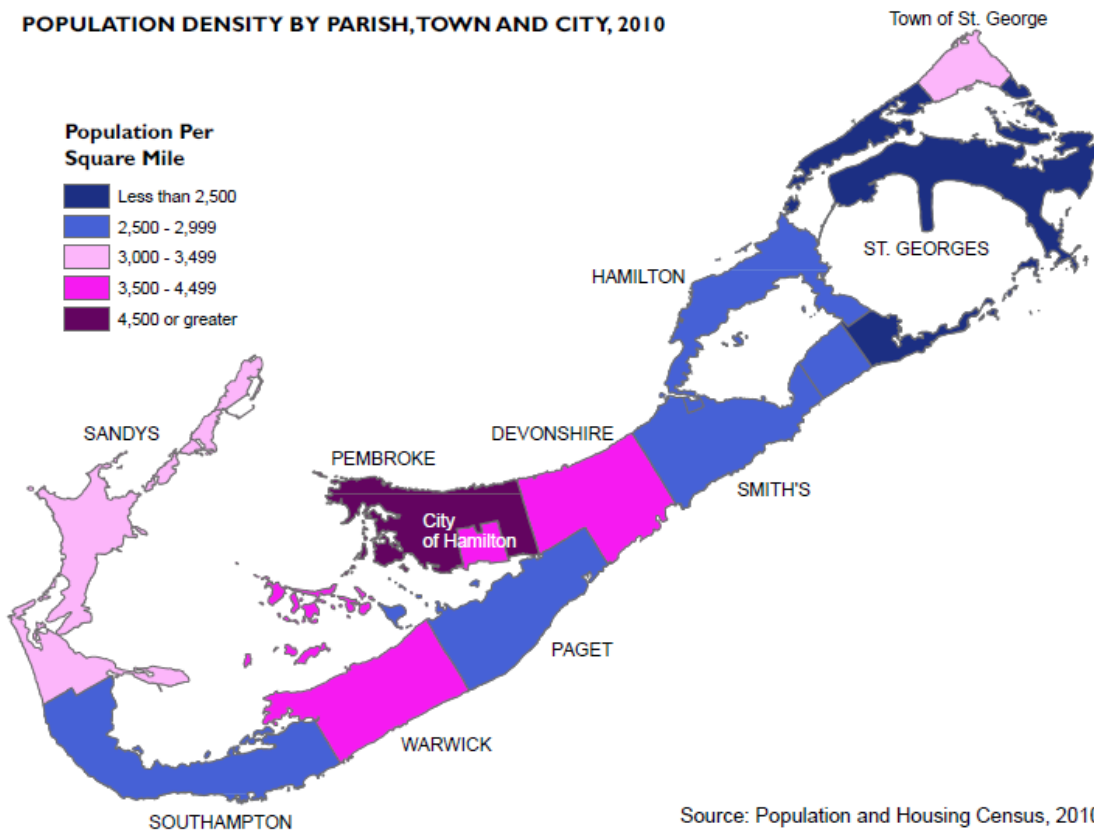 POPULATION DENSITY BY PARISH, TOWN AND CITY, 2010
Town of St. George
Population Per
Square Mile
Less than 2,500
2,500 - 2,999
3,000 - 3,499
3,500 - 4,499
4,500 or greater
ST. GEORGES
HAMILTON
SANDYS
DEVONSHIRE
PEMBROKE
SMITH'S
City
of Hamilton
PAGET
WARWICK
SOUTHAMPTON
Source: Population and Housing Census, 2010